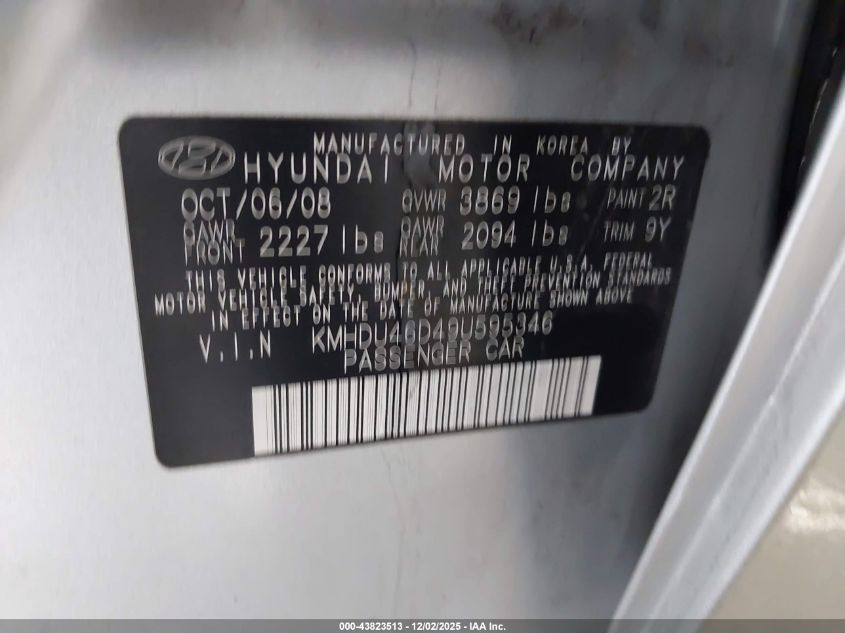 MANUFACTURED IN KOREA BY
HYUNDAI MOTOR COMPANY
OCT/06/08 GVWR 3869 lbs PAINT 2R
GAWR FRONT 2227 lbs GAWR REAR 2094 lbs TRIM 9Y
THIS VEHICLE CONFORMS TO ALL APPLICABLE U.S.A. FEDERAL
MOTOR VEHICLE SAFETY, BUMPER, AND THEFT PREVENTION STANDARDS
IN EFFECT ON THE DATE OF MANUFACTURE SHOWN ABOVE
V.I.N KMHDU46D49U595346
PASSENGER CAR
000-43823513 - 12/02/2025 - IAA Inc.